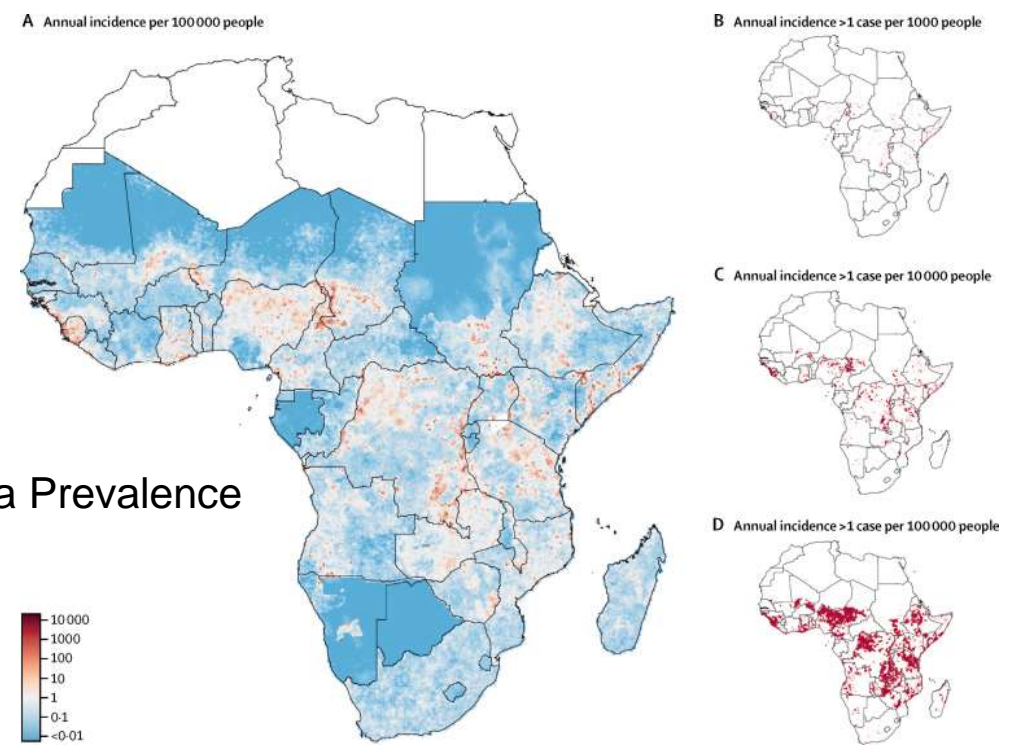 A Annual incidence per 100 000 people
B Annual incidence >1 case per 1000 people
C Annual incidence >1 case per 10 000 people
a Prevalence
D Annual incidence >1 case per 100 000 people
10 000
1000
100
10
1
0·1
<0·01